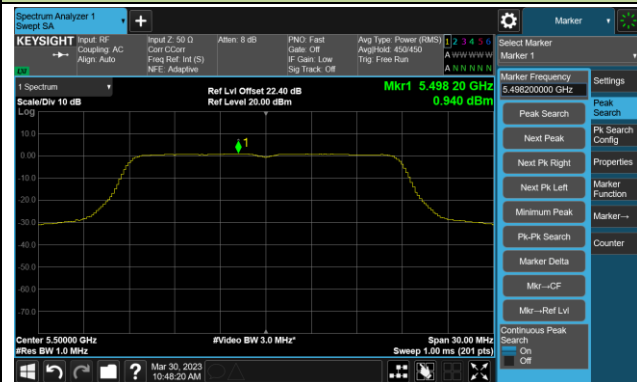 Spectrum Analyzer 1
Swept SA
Marker
KEYSIGHT
Input: RF
Coupling: AC
Align: Auto
Input Z: 50 Ω
Corr CCorr
Freq Ref: Int (S)
NFE: Adaptive
Atten: 8 dB
PNO: Fast
Gate: Off
IF Gain: Low
Sig Track: Off
Avg Type: Power (RMS)
Avg|Hold: 450/450
Trig: Free Run
1 2 3 4 5 6
A W W W W W
A N N N N N
LXI
Select Marker
Marker 1
1 Spectrum
Scale/Div 10 dB
Log
Ref Lvl Offset 22.40 dB
Ref Level 20.00 dBm
Mkr1 5.498 20 GHz
0.940 dBm
Marker Frequency
5.498200000 GHz
Peak Search
Next Peak
Next Pk Right
Next Pk Left
Minimum Peak
Pk-Pk Search
Marker Delta
Mkr→CF
Mkr→Ref Lvl
Continuous Peak
Search
On
Off
Settings
Peak
Search
Pk Search
Config
Properties
Marker
Function
Marker→
Counter
10.0
0.00
-10.0
-20.0
-30.0
-40.0
-50.0
-60.0
-70.0
1
Center 5.50000 GHz
#Res BW 1.0 MHz
#Video BW 3.0 MHz*
Span 30.00 MHz
Sweep 1.00 ms (201 pts)
?
Mar 30, 2023
10:48:20 AM